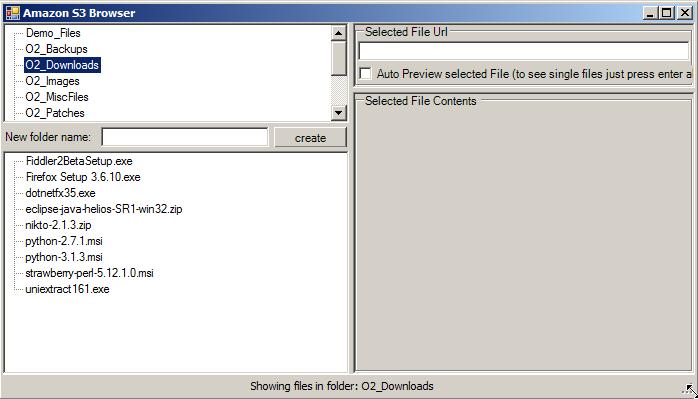 Amazon S3 Browser
Demo_Files
O2_Backups
O2_Downloads
O2_Images
O2_MiscFiles
O2_Patches
New folder name:
create
Fiddler2BetaSetup.exe
Firefox Setup 3.6.10.exe
dotnetfx35.exe
eclipse-java-helios-SR1-win32.zip
nikto-2.1.3.zip
python-2.7.1.msi
python-3.1.3.msi
strawberry-perl-5.12.1.0.msi
uniextract161.exe
Selected File Url
Auto Preview selected File (to see single files just press enter a
Selected File Contents
Showing files in folder: O2_Downloads